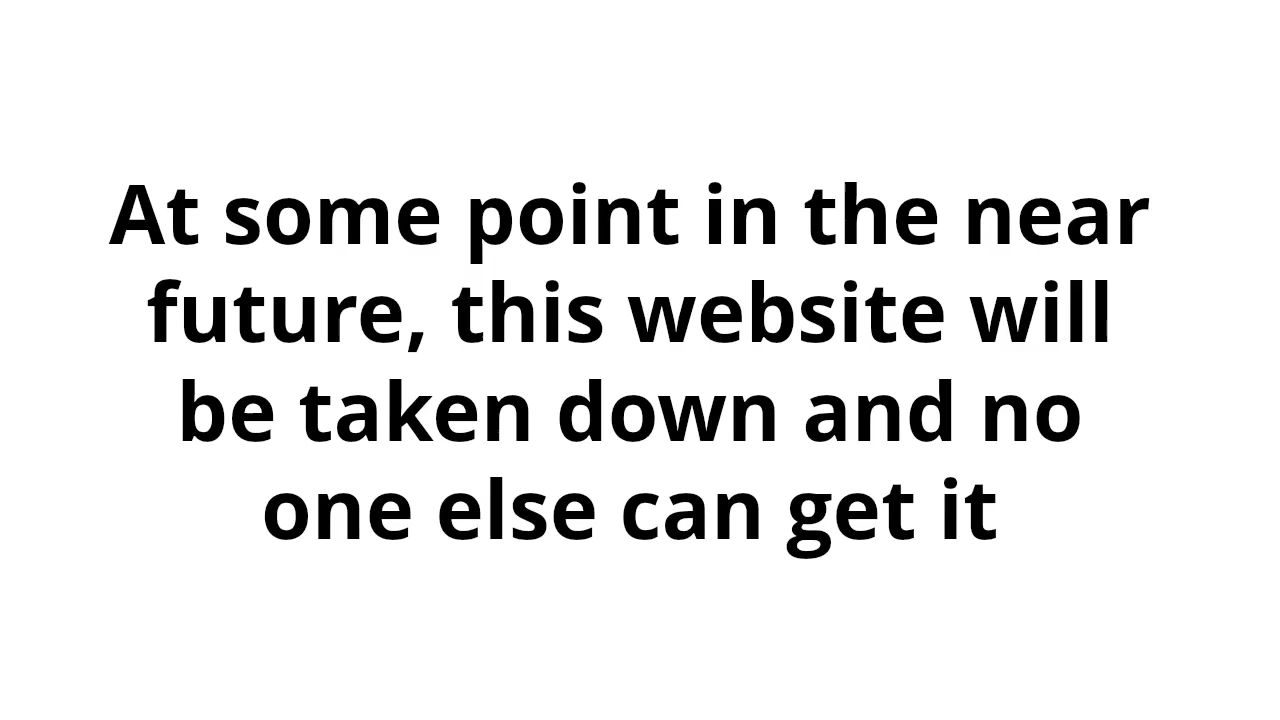 At some point in the near
future, this website will
be taken down and no
one else can get it